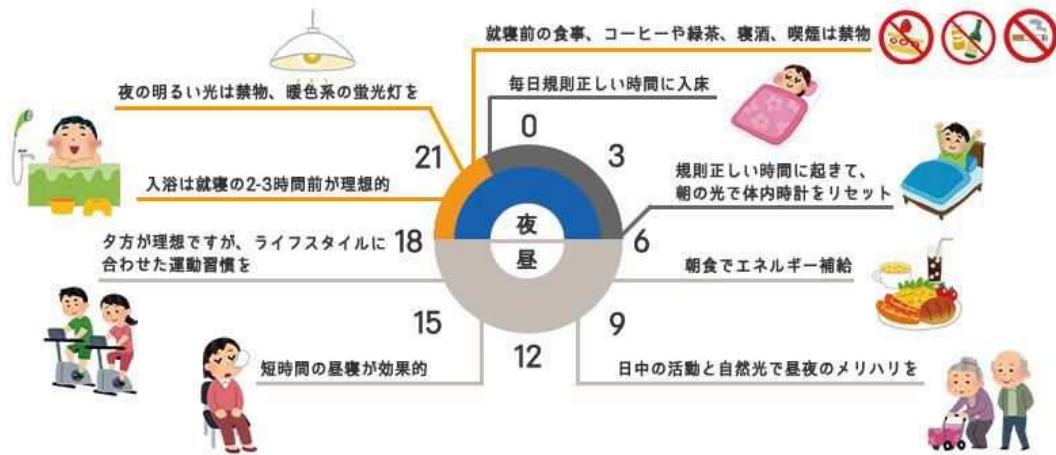 就寝前の食事、コーヒーや緑茶、寝酒、喫煙は禁物
毎日規則正しい時間に入床
夜の明るい光は禁物、暖色系の蛍光灯を
入浴は就寝の2-3時間前が理想的
規則正しい時間に起きて、
朝の光で体内時計をリセット
夕方が理想ですが、ライフスタイルに
合わせた運動習慣を
朝食でエネルギー補給
短時間の昼寝が効果的
日中の活動と自然光で昼夜のメリハリを
0
3
6
9
12
15
18
21
夜
昼